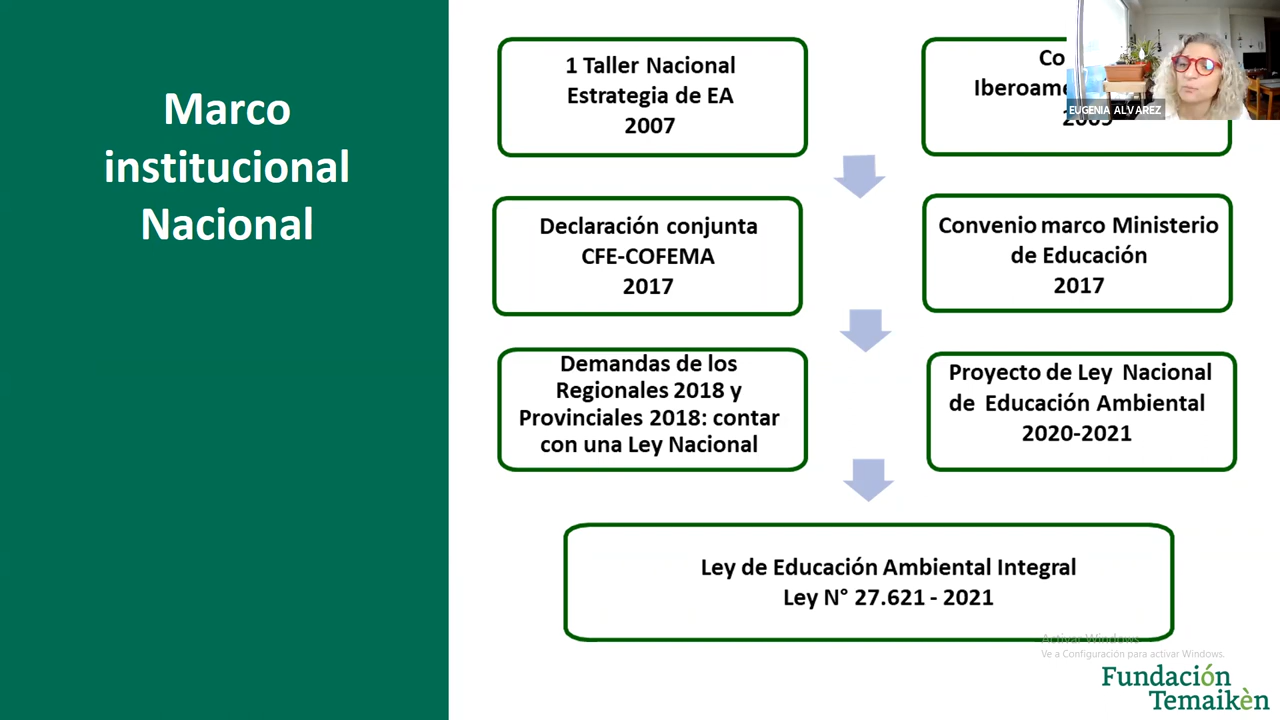 Marco
institucional
Nacional
1 Taller Nacional
Estrategia de EA
2007
EUGENIA ALVAREZ
Declaración conjunta
CFE-COFEMA
2017
Convenio marco Ministerio
de Educación
2017
Demandas de los
Regionales 2018 y
Provinciales 2018: contar
con una Ley Nacional
Proyecto de Ley Nacional
de Educación Ambiental
2020-2021
Ley de Educación Ambiental Integral
Ley N° 27.621 - 2021
Activar Windows
Ve a Configuración para activar Windows.
Fundación
Temaikèn